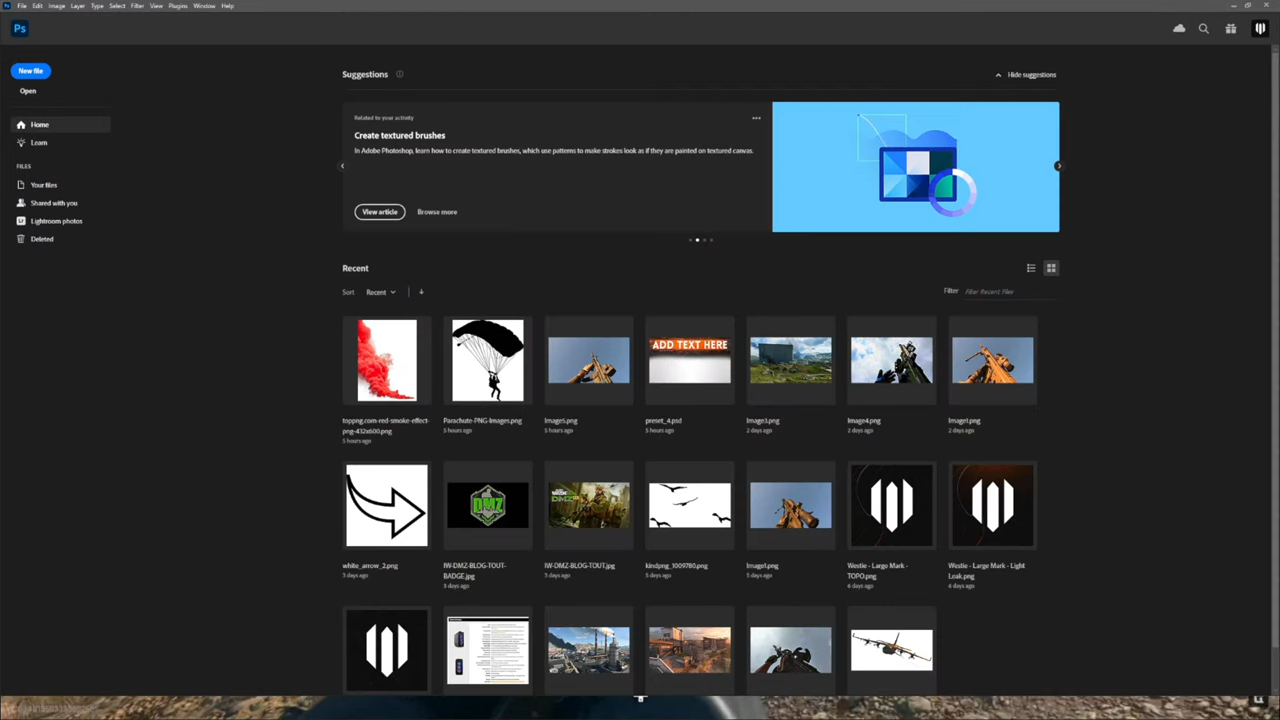 File Edit Image Layer Type Select Filter View Plugins Window Help
Ps
New file
Open
Home
Learn
FILES
Your files
Shared with you
Lightroom photos
Deleted
Suggestions
Hide suggestions
Related to your activity
Create textured brushes
In Adobe Photoshop, learn how to create textured brushes, which use patterns to make strokes look as if they are painted on textured canvas.
View article Browse more
Recent
Sort Recent
Filter Filter Recent Files
ADD TEXT HERE
toppng.com-red-smoke-effect-
png-432x600.png
5 hours ago
Parachute-PNG-Images.png
5 hours ago
Image5.png
5 hours ago
preset_4.psd
5 hours ago
Image3.png
2 days ago
Image4.png
2 days ago
Image1.png
2 days ago
DMZ
DMZ
white_arrow_2.png
3 days ago
IW-DMZ-BLOG-TOUT-
BADGE.jpg
5 days ago
IW-DMZ-BLOG-TOUT.jpg
5 days ago
kindpng_1009780.png
5 days ago
Image1.png
5 days ago
Westie - Large Mark -
TOPO.png
6 days ago
Westie - Large Mark - Light
Leak.png
6 days ago